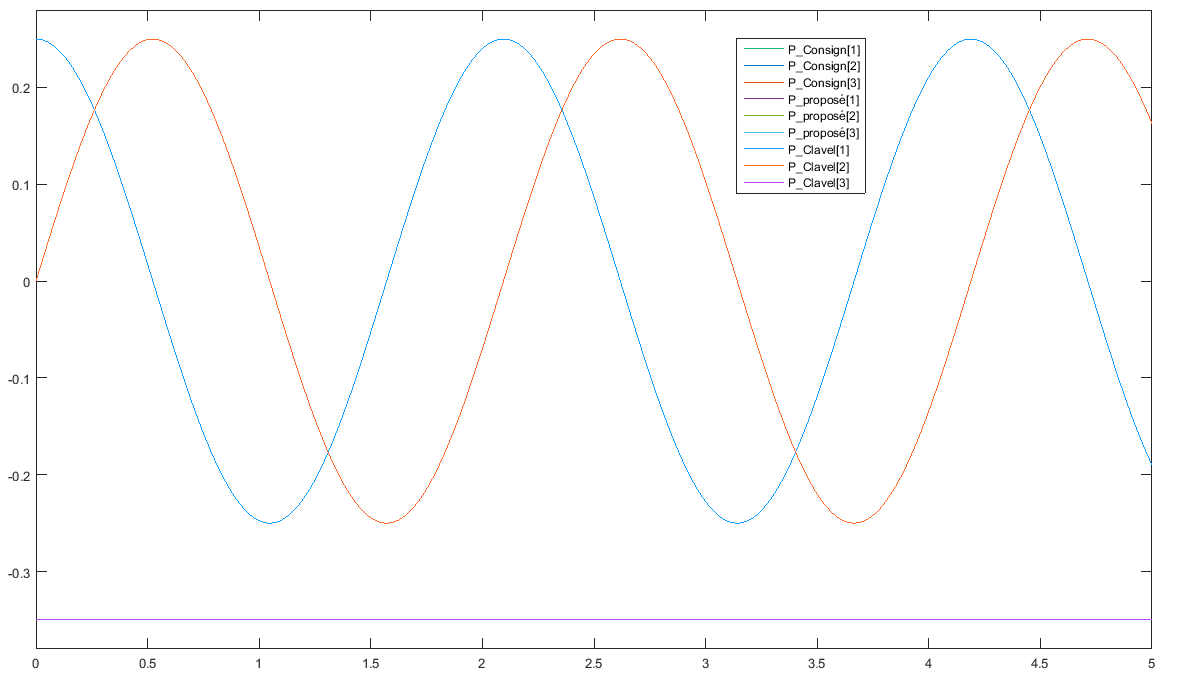 0.2
0.1
0
-0.1
-0.2
-0.3
P_Consign[1]
P_Consign[2]
P_Consign[3]
P_proposé[1]
P_proposé[2]
P_proposé[3]
P_Clavel[1]
P_Clavel[2]
P_Clavel[3]
0 0.5 1 1.5 2 2.5 3 3.5 4 4.5 5